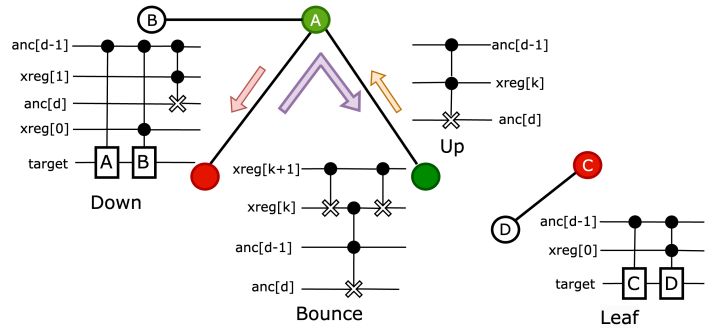 B
A
anc[d-1]
xreg[1]
anc[d]
xreg[0]
target
A
B
Down
anc[d-1]
xreg[k]
anc[d]
Up
xreg[k+1]
xreg[k]
anc[d-1]
anc[d]
Bounce
C
D
anc[d-1]
xreg[0]
target
C
D
Leaf